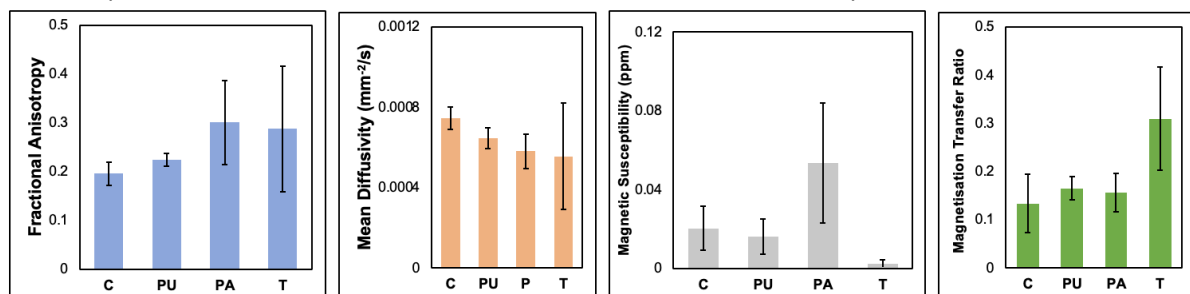 Fractional Anisotropy
0.5
0.4
0.3
0.2
0.1
0
C PU PA T
Mean Diffusivity (mm⁻²/s)
0.0012
0.0008
0.0004
0.0000
C PU P T
Magnetic Susceptibility (ppm)
0.12
0.08
0.04
0
C PU PA T
Magnetisation Transfer Ratio
0.5
0.4
0.3
0.2
0.1
0
C PU PA T